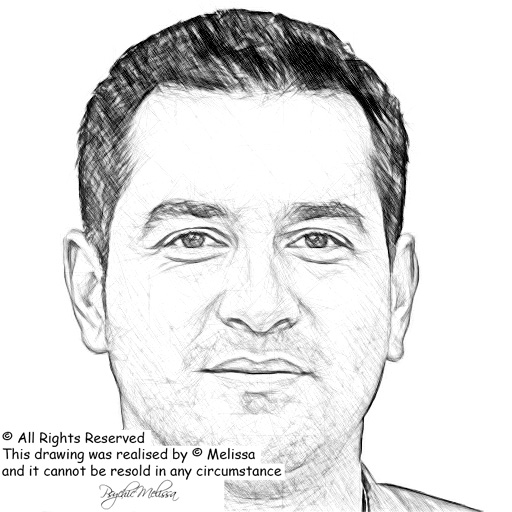 © All Rights Reserved
This drawing was realised by © Melissa
and it cannot be resold in any circumstance
Psychic Melissa